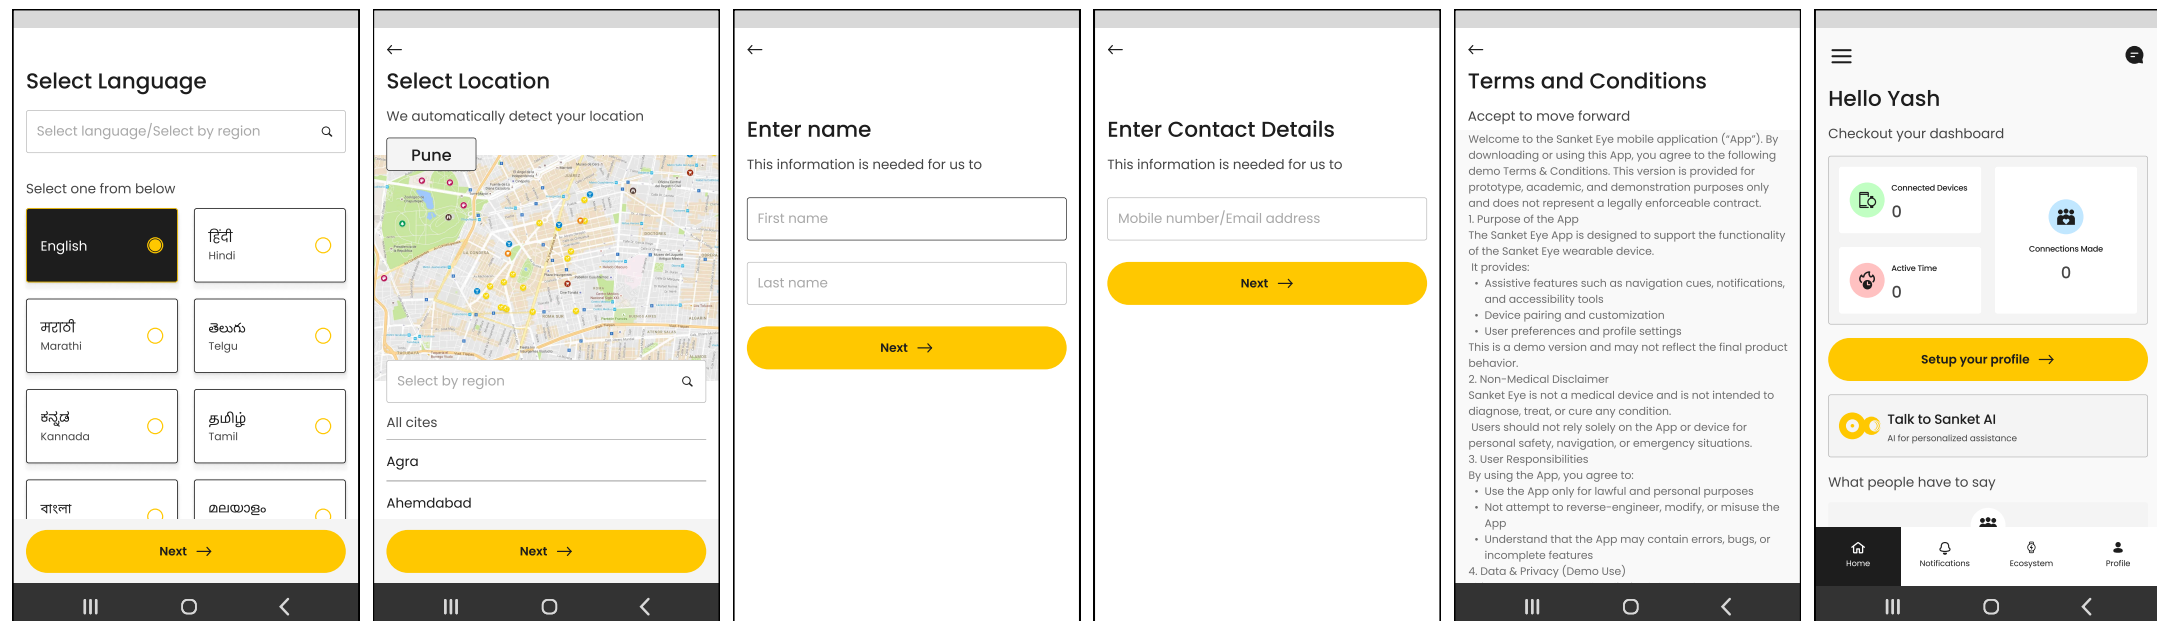 Select Language
Select language/Select by region
Select one from below
English
हिंदी
Hindi
मराठी
Marathi
తెలుగు
Telgu
ಕನ್ನಡ
Kannada
தமிழ்
Tamil
বাংলা
മലയാളം
Next
Select Location
We automatically detect your location
Pune
Select by region
All cites
Agra
Ahemdabad
Next
Enter name
This information is needed for us to
First name
Last name
Next
Enter Contact Details
This information is needed for us to
Mobile number/Email address
Next
Terms and Conditions
Accept to move forward
Welcome to the Sanket Eye mobile application (“App”). By
downloading or using this App, you agree to the following
demo Terms & Conditions. This version is provided for
prototype, academic, and demonstration purposes only
and does not represent a legally enforceable contract.
1. Purpose of the App
The Sanket Eye App is designed to support the functionality
of the Sanket Eye wearable device.
It provides:
• Assistive features such as navigation cues, notifications,
and accessibility tools
• Device pairing and customization
• User preferences and profile settings
This is a demo version and may not reflect the final product
behavior.
2. Non-Medical Disclaimer
Sanket Eye is not a medical device and is not intended to
diagnose, treat, or cure any condition.
Users should not rely solely on the App or device for
personal safety, navigation, or emergency situations.
3. User Responsibilities
By using the App, you agree to:
• Use the App only for lawful and personal purposes
• Not attempt to reverse-engineer, modify, or misuse the
App
• Understand that the App may contain errors, bugs, or
incomplete features
4. Data & Privacy (Demo Use)
Hello Yash
Checkout your dashboard
Connected Devices
0
Active Time
0
Connections Made
0
Setup your profile
Talk to Sanket AI
AI for personalized assistance
What people have to say
Home
Notifications
Ecosystem
Profile